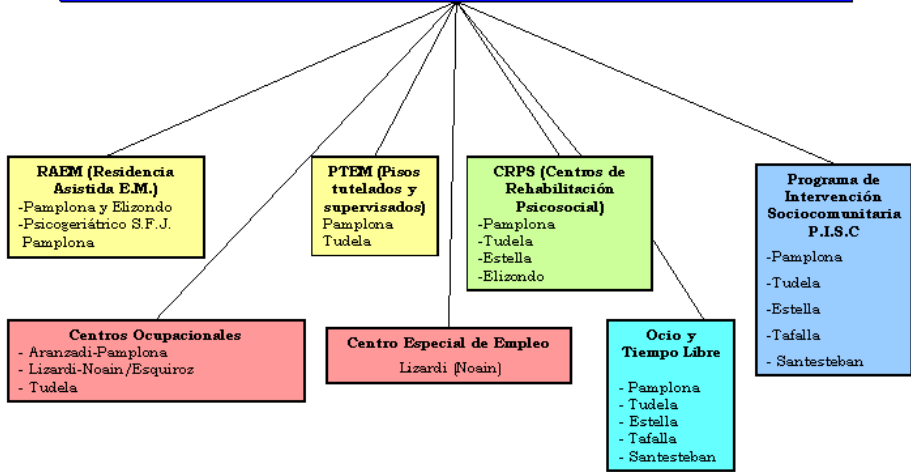 RAEM (Residencia
Asistida E.M.)
-Pamplona y Elizondo
-Psicogeriátrico S.F.J.
Pamplona
PTEM (Pisos
tutelados y
supervisados)
Pamplona
Tudela
CRPS (Centros de
Rehabilitación
Psicosocial)
-Pamplona
-Tudela
-Estella
-Elizondo
Programa de
Intervención
Sociocomunitaria
P.I.S.C
-Pamplona
-Tudela
-Estella
-Tafalla
- Santesteban
Centros Ocupacionales
- Aranzadi-Pamplona
- Lizardi-Noain/Esquiroz
- Tudela
Centro Especial de Empleo
Lizardi (Noain)
Ocio y
Tiempo Libre
- Pamplona
- Tudela
- Estella
- Tafalla
- Santesteban